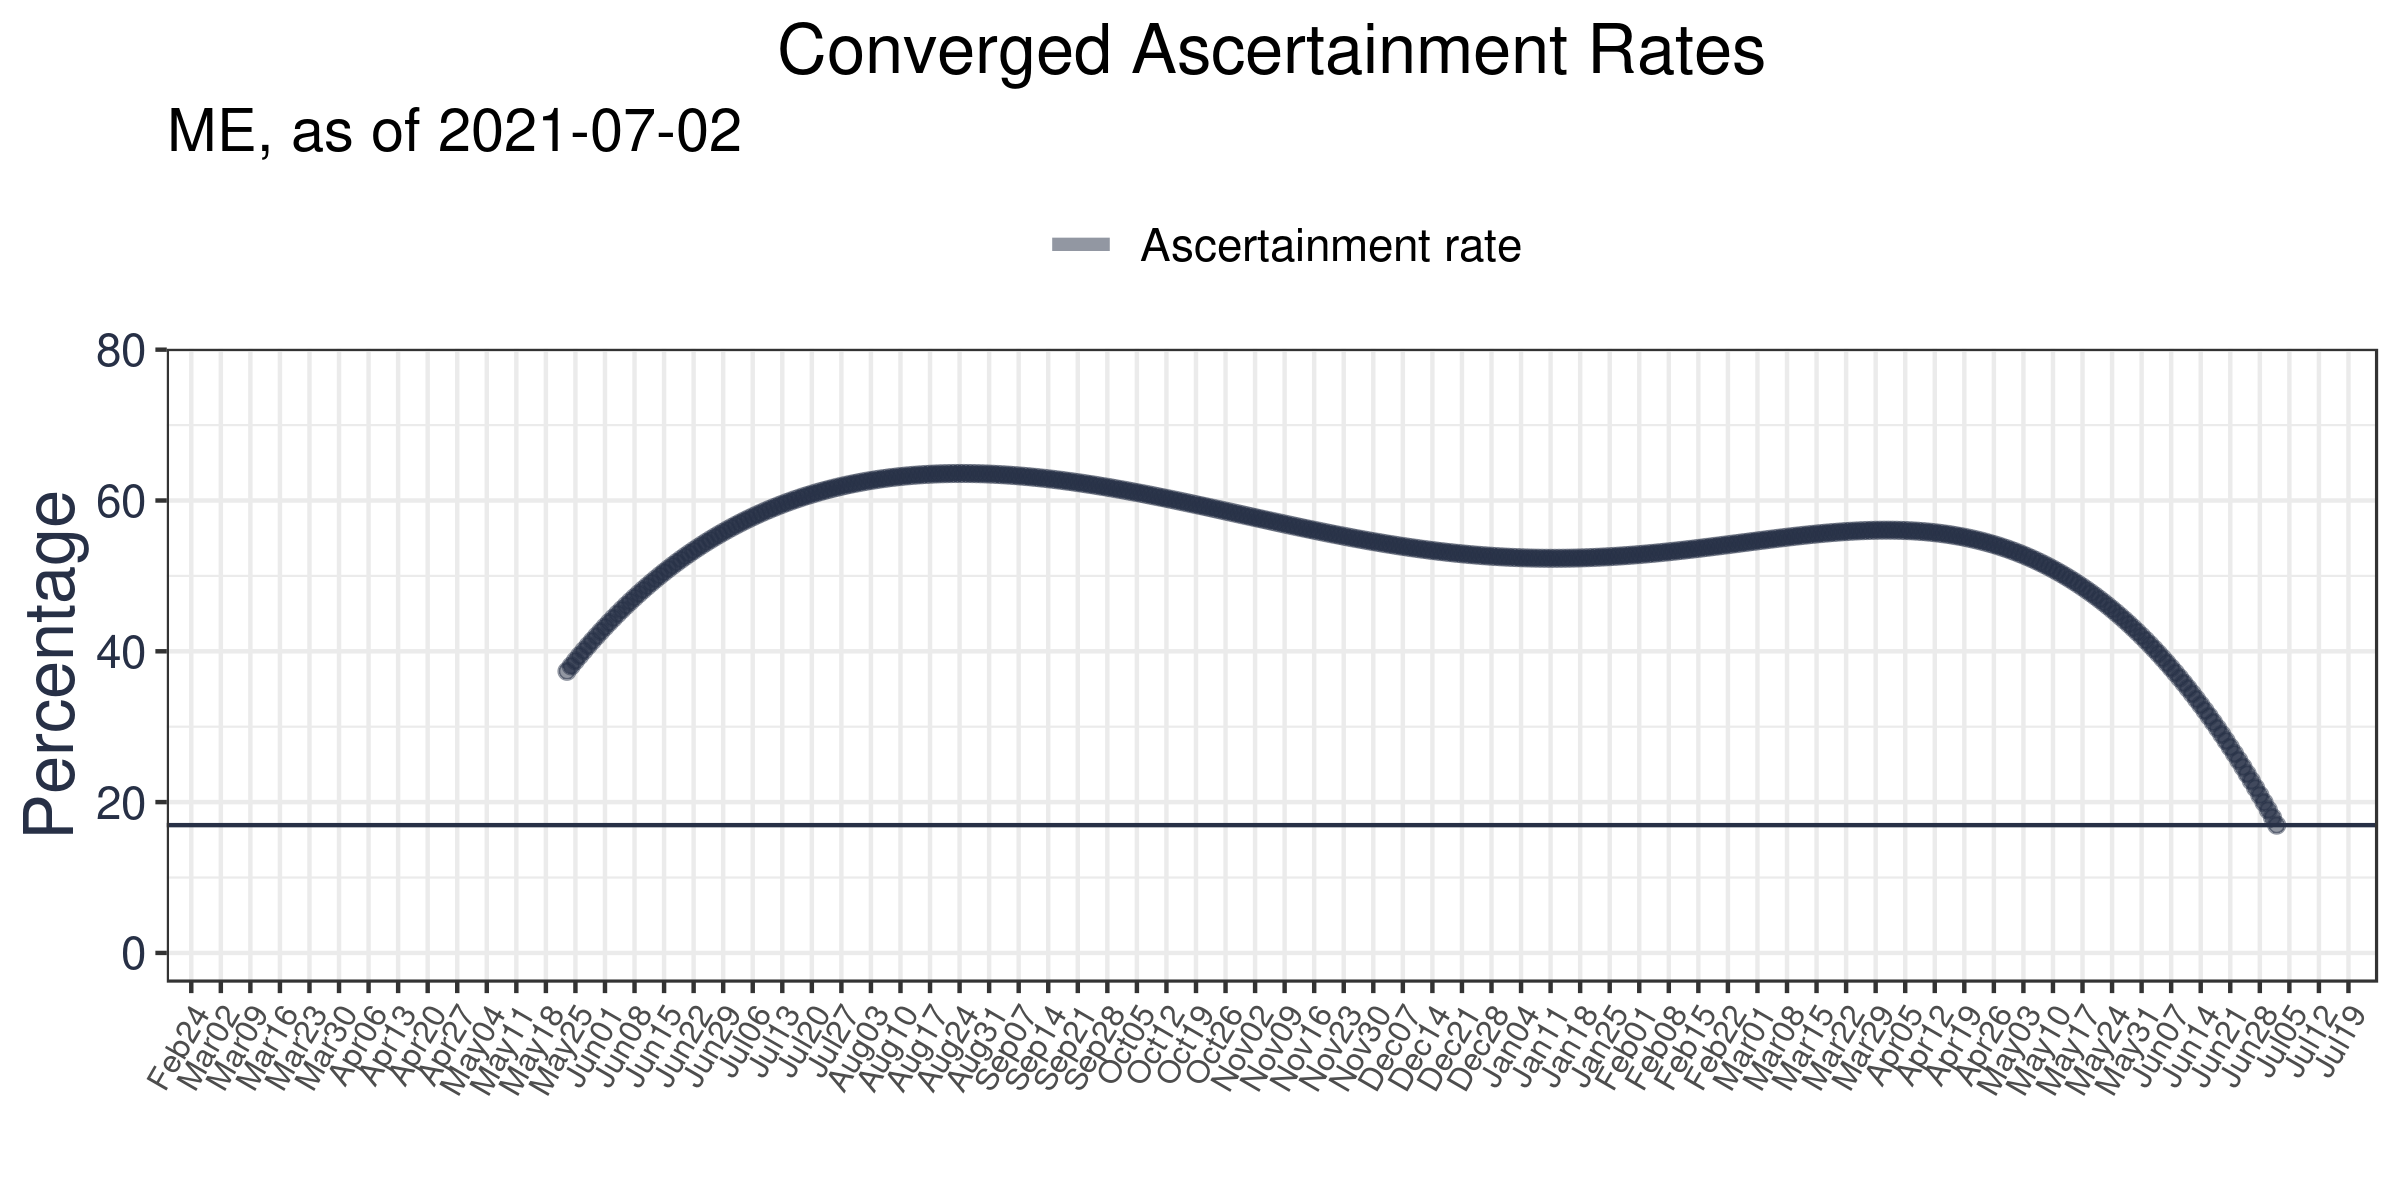 Converged Ascertainment Rates
ME, as of 2021-07-02
Ascertainment rate
Percentage
80
60
40
20
0
Feb24
Mar02
Mar09
Mar16
Mar23
Mar30
Apr06
Apr13
Apr20
Apr27
May04
May11
May18
May25
Jun01
Jun08
Jun15
Jun22
Jun29
Jul06
Jul13
Jul20
Jul27
Aug03
Aug10
Aug17
Aug24
Aug31
Sep07
Sep14
Sep21
Sep28
Oct05
Oct12
Oct19
Oct26
Nov02
Nov09
Nov16
Nov23
Nov30
Dec07
Dec14
Dec21
Dec28
Jan04
Jan11
Jan18
Jan25
Feb01
Feb08
Feb15
Feb22
Mar01
Mar08
Mar15
Mar22
Mar29
Apr05
Apr12
Apr19
Apr26
May03
May10
May17
May24
May31
Jun07
Jun14
Jun21
Jun28
Jul05
Jul12
Jul19